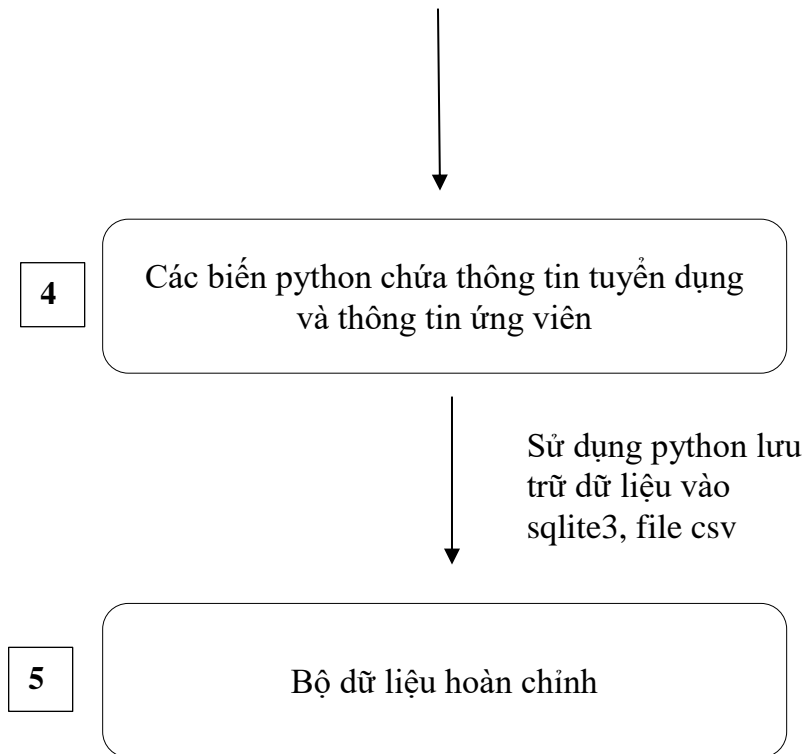 4
Các biến python chứa thông tin tuyển dụng
và thông tin ứng viên
Sử dụng python lưu
trữ dữ liệu vào
sqlite3, file csv
5
Bộ dữ liệu hoàn chỉnh